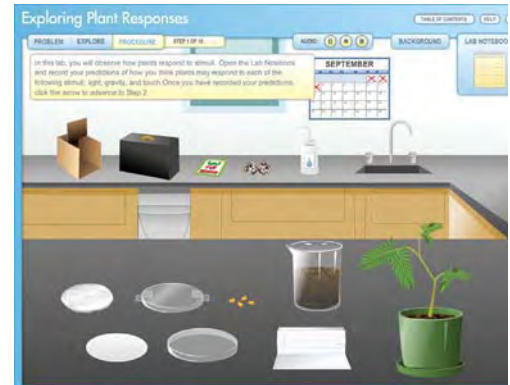 Exploring Plant Responses
TABLE OF CONTENTS
HELP
PROBLEM
EXPLORE
PROCEDURE
STEP 1 OF 18
AUDIO:
BACKGROUND
LAB NOTEBOOK
In this lab, you will observe how plants respond to stimuli. Open the Lab Notebook
and record your predictions of how you think plants may respond to each of the
following stimuli: light, gravity, and touch. Once you have recorded your predictions,
click the arrow to advance to Step 2.
SEPTEMBER